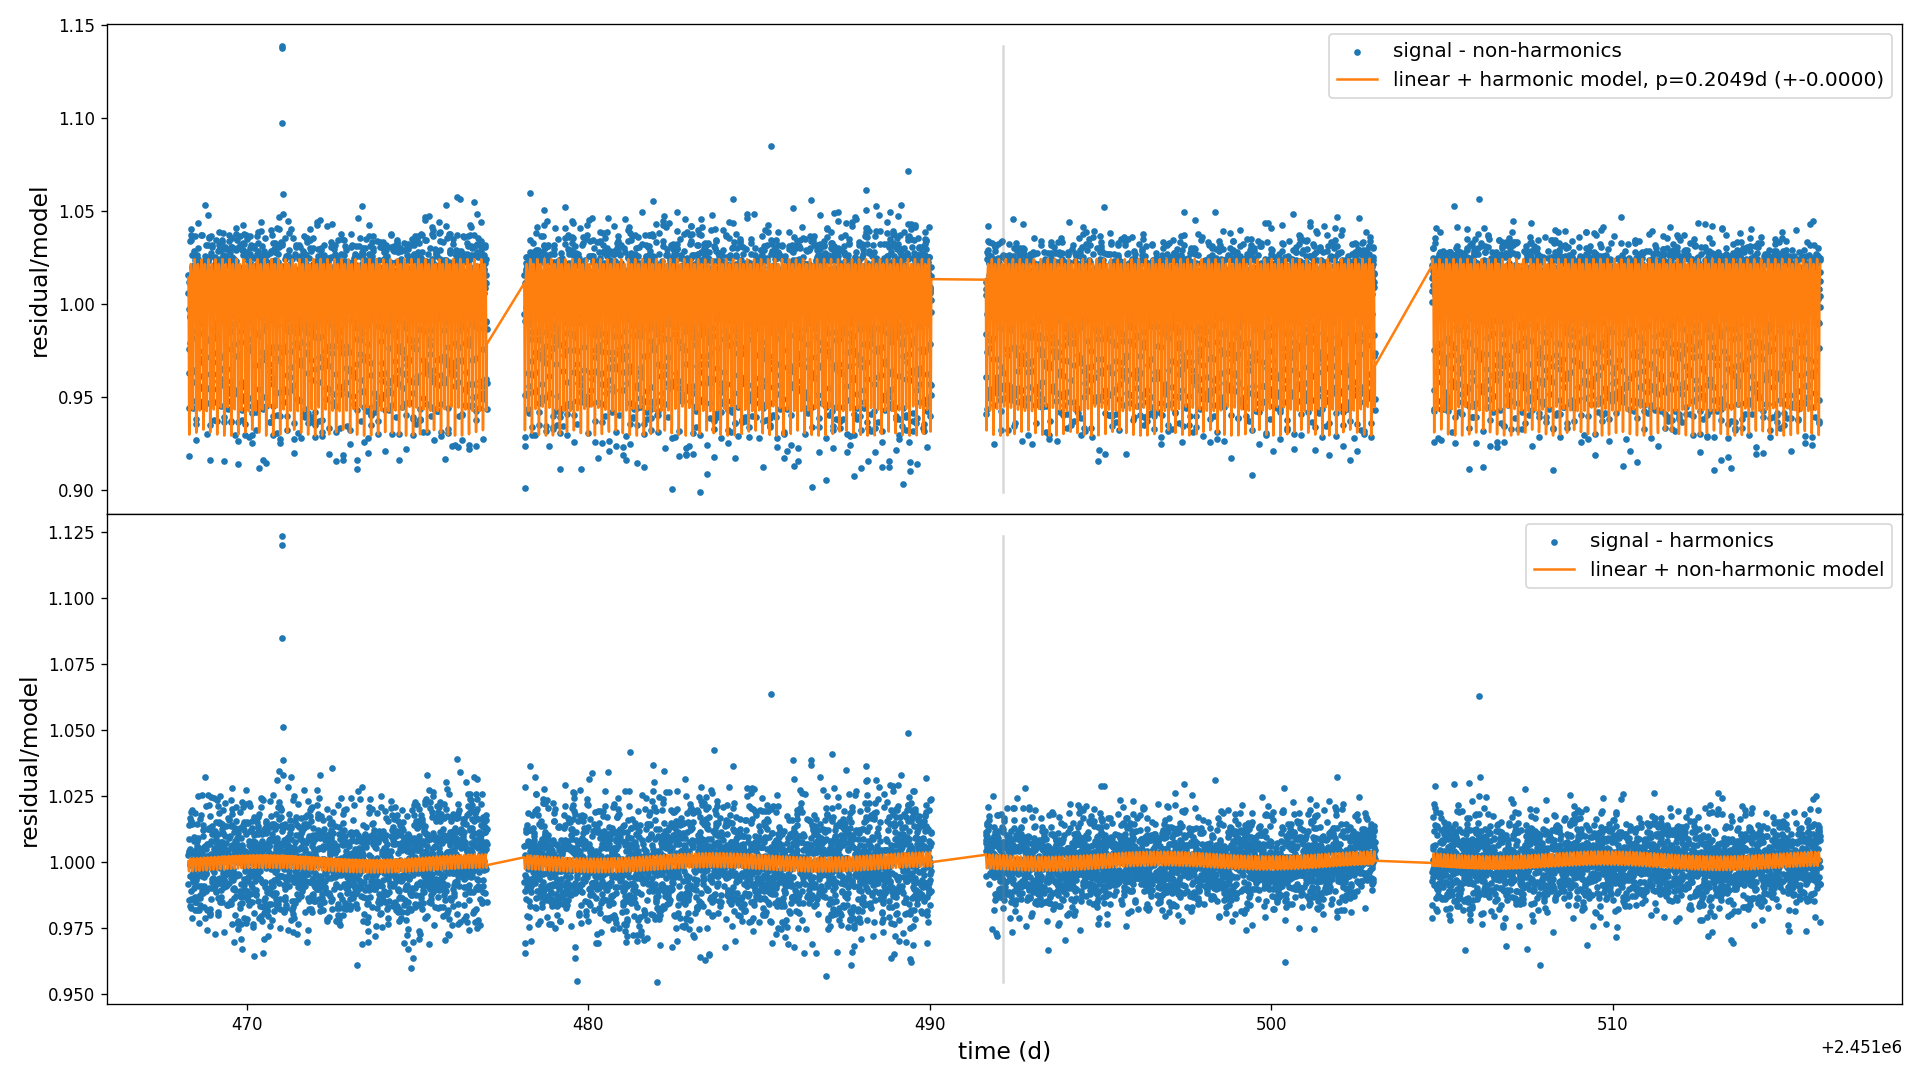 1.15
1.10
1.05
1.00
0.95
0.90
residual/model
signal - non-harmonics
linear + harmonic model, p=0.2049d (+-0.0000)
1.125
1.100
1.075
1.050
1.025
1.000
0.975
0.950
residual/model
signal - harmonics
linear + non-harmonic model
470
480
490
500
510
time (d)
+2.451e6